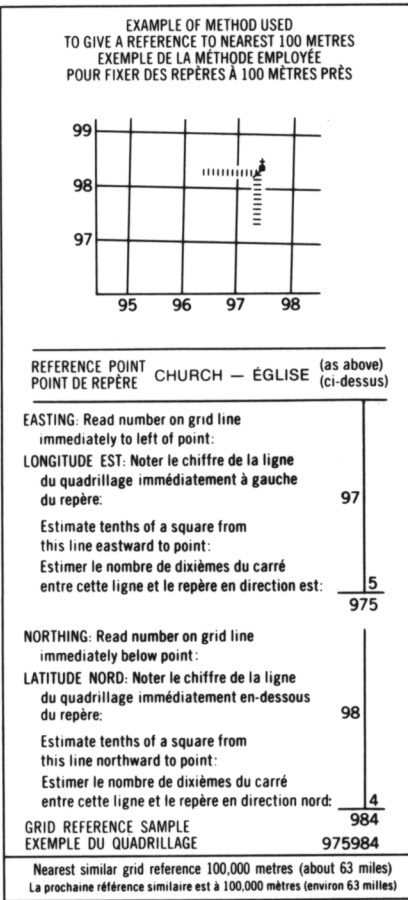 EXAMPLE OF METHOD USED
TO GIVE A REFERENCE TO NEAREST 100 METRES
EXEMPLE DE LA MÉTHODE EMPLOYÉE
POUR FIXER DES REPÈRES À 100 MÈTRES PRÈS
99
98
97
95 96 97 98
REFERENCE POINT
POINT DE REPÈRE
CHURCH — ÉGLISE
(as above)
(ci-dessus)
EASTING: Read number on grid line
immediately to left of point:
LONGITUDE EST: Noter le chiffre de la ligne
du quadrillage immédiatement à gauche
du repère: 97
Estimate tenths of a square from
this line eastward to point:
Estimer le nombre de dixièmes du carré
entre cette ligne et le repère en direction est: 5
975
NORTHING: Read number on grid line
immediately below point:
LATITUDE NORD: Noter le chiffre de la ligne
du quadrillage immédiatement en-dessous
du repère: 98
Estimate tenths of a square from
this line northward to point:
Estimer le nombre de dixièmes du carré
entre cette ligne et le repère en direction nord: 4
984
GRID REFERENCE SAMPLE
EXEMPLE DU QUADRILLAGE 975984
Nearest similar grid reference 100,000 metres (about 63 miles)
La prochaine référence similaire est à 100,000 mètres (environ 63 milles)